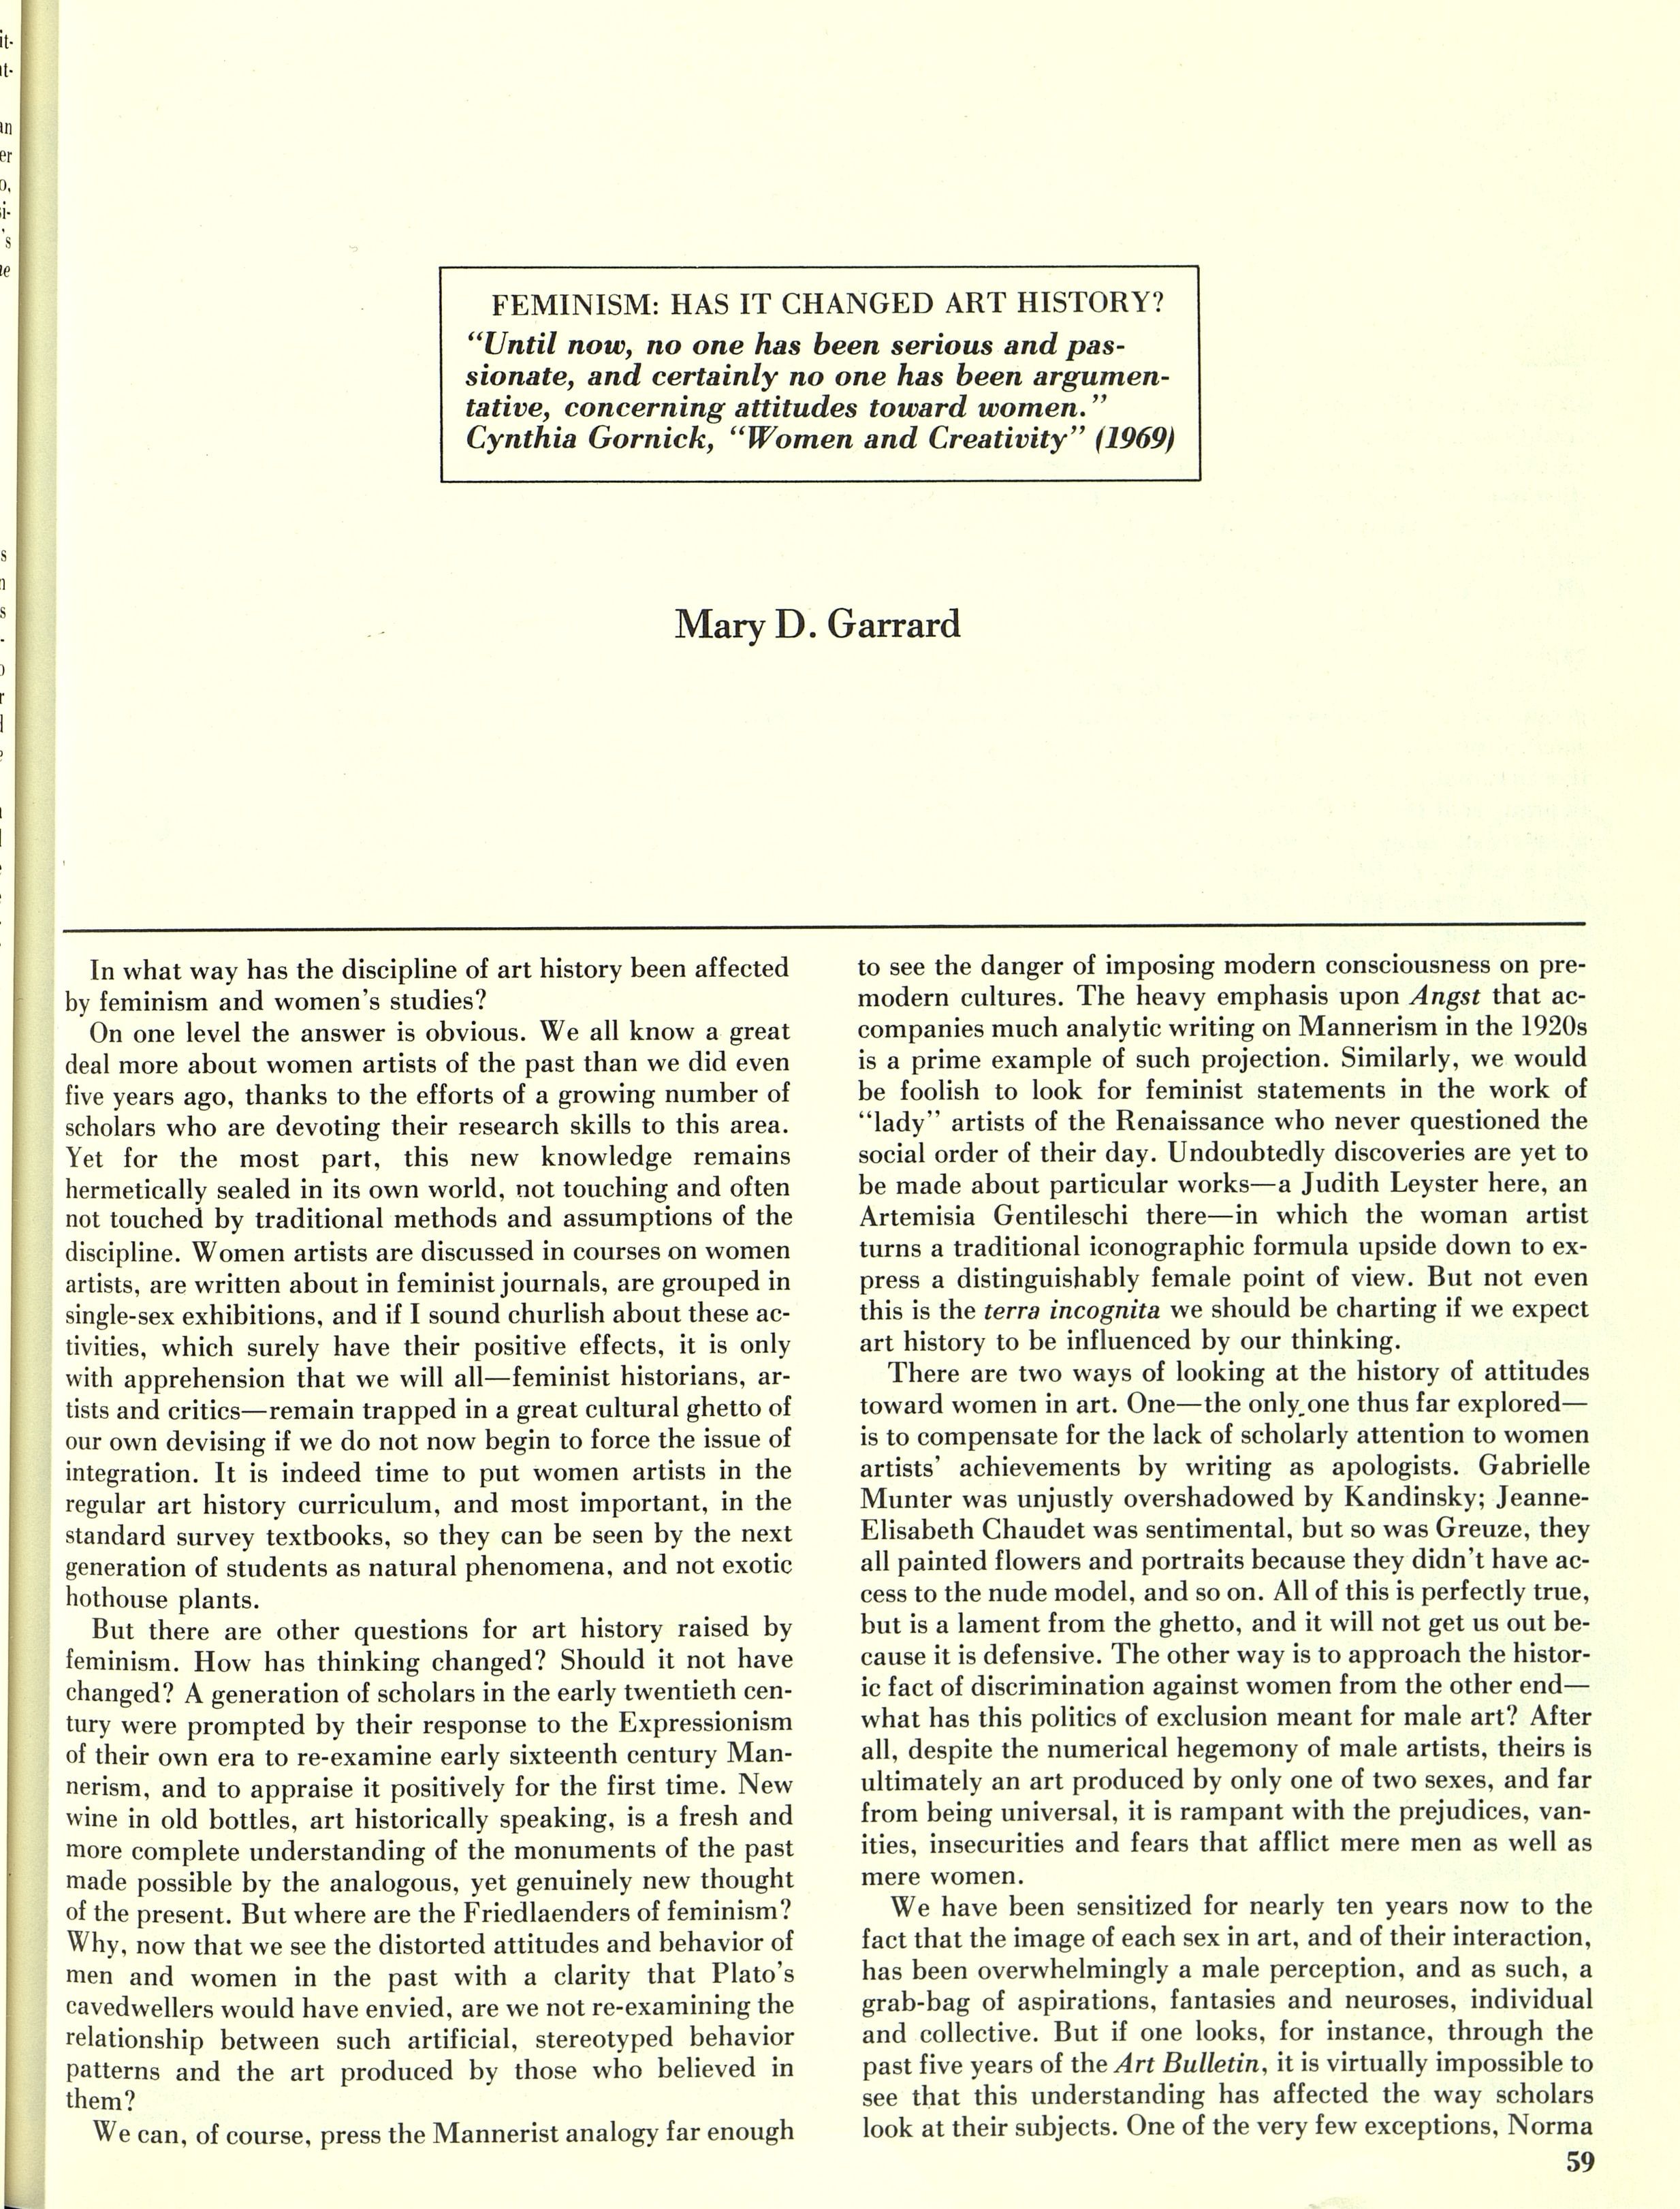 FEMINISM: HAS IT CHANGED ART HISTORY?
“Until now, no one has been serious and pas-
sionate, and certainly no one has been argumen-
tative, concerning attitudes toward women.”
Cynthia Gornick, “Women and Creativity” (1969)
Mary D. Garrard
In what way has the discipline of art history been affected
by feminism and women's studies?
On one level the answer is obvious. We all know a great
deal more about women artists of the past than we did even
five years ago, thanks to the efforts of a growing number of
scholars who are devoting their research skills to this area.
Yet for the most part, this new knowledge remains
hermetically sealed in its own world, not touching and often
not touched by traditional methods and assumptions of the
discipline. Women artists are discussed in courses on women
artists, are written about in feminist journals, are grouped in
single-sex exhibitions, and if I sound churlish about these ac-
tivities, which surely have their positive effects, it is only
with apprehension that we will all—feminist historians, ar-
tists and critics—remain trapped in a great cultural ghetto of
our own devising if we do not now begin to force the issue of
integration. It is indeed time to put women artists in the
regular art history curriculum, and most important, in the
standard survey textbooks, so they can be seen by the next
generation of students as natural phenomena, and not exotic
hothouse plants.
But there are other questions for art history raised by
feminism. How has thinking changed? Should it not have
changed? A generation of scholars in the early twentieth cen-
tury were prompted by their response to the Expressionism
of their own era to re-examine early sixteenth century Man-
nerism, and to appraise it positively for the first time. New
wine in old bottles, art historically speaking, is a fresh and
more complete understanding of the monuments of the past
made possible by the analogous, yet genuinely new thought
of the present. But where are the Friedlaenders of feminism?
Why, now that we see the distorted attitudes and behavior of
men and women in the past with a clarity that Plato's
cavedwellers would have envied, are we not re-examining the
relationship between such artificial, stereotyped behavior
patterns and the art produced by those who believed in
them?
We can, of course, press the Mannerist analogy far enough
to see the danger of imposing modern consciousness on pre-
modern cultures. The heavy emphasis upon Angst that ac-
companies much analytic writing on Mannerism in the 1920s
is a prime example of such projection. Similarly, we would
be foolish to look for feminist statements in the work of
“lady” artists of the Renaissance who never questioned the
social order of their day. Undoubtedly discoveries are yet to
be made about particular works—a Judith Leyster here, an
Artemisia Gentileschi there—in which the woman artist
turns a traditional iconographic formula upside down to ex-
press a distinguishably female point of view. But not even
this is the terra incognita we should be charting if we expect
art history to be influenced by our thinking.
There are two ways of looking at the history of attitudes
toward women in art. One—the only one thus far explored—
is to compensate for the lack of scholarly attention to women
artists' achievements by writing as apologists. Gabrielle
Munter was unjustly overshadowed by Kandinsky; Jeanne-
Elisabeth Chaudet was sentimental, but so was Greuze, they
all painted flowers and portraits because they didn't have ac-
cess to the nude model, and so on. All of this is perfectly true,
but is a lament from the ghetto, and it will not get us out be-
cause it is defensive. The other way is to approach the histor-
ic fact of discrimination against women from the other end—
what has this politics of exclusion meant for male art? After
all, despite the numerical hegemony of male artists, theirs is
ultimately an art produced by only one of two sexes, and far
from being universal, it is rampant with the prejudices, van-
ities, insecurities and fears that afflict mere men as well as
mere women.
We have been sensitized for nearly ten years now to the
fact that the image of each sex in art, and of their interaction,
has been overwhelmingly a male perception, and as such, a
grab-bag of aspirations, fantasies and neuroses, individual
and collective. But if one looks, for instance, through the
past five years of the Art Bulletin, it is virtually impossible to
see that this understanding has affected the way scholars
look at their subjects. One of the very few exceptions, Norma
59